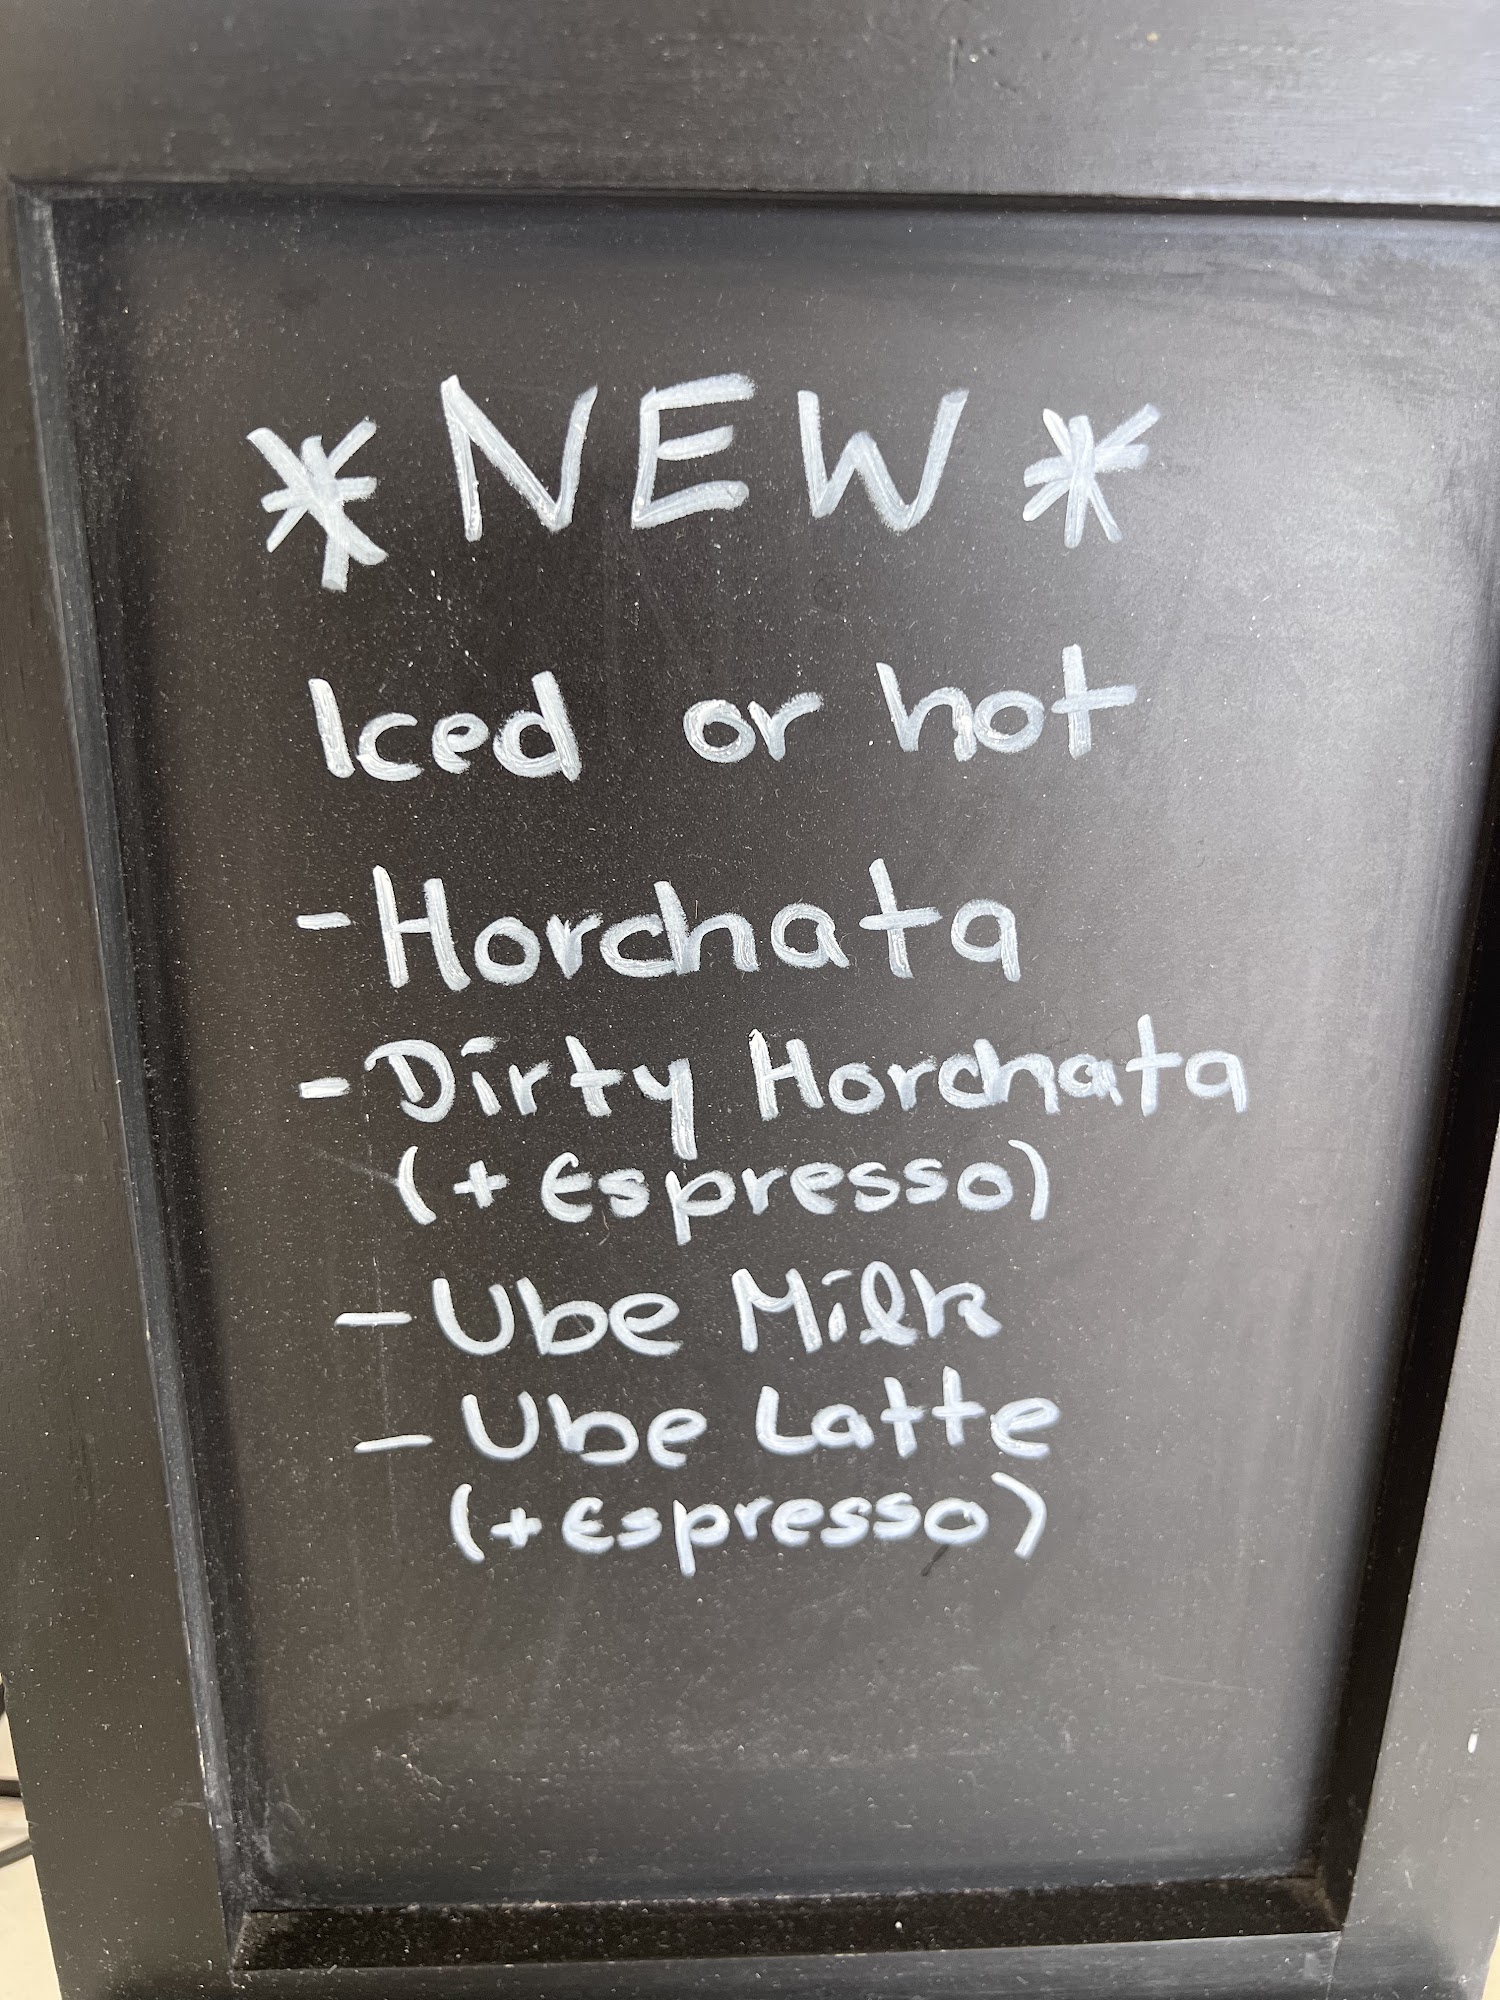 * NEW *
Iced or hot
- Horchata
- Dirty Horchata
(+ Espresso)
- Ube Milk
- Ube Latte
(+ Espresso)